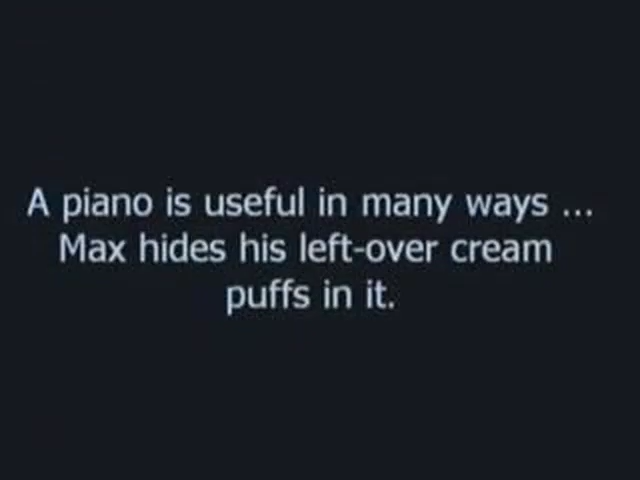 A piano is useful in many ways ...
Max hides his left-over cream
puffs in it.